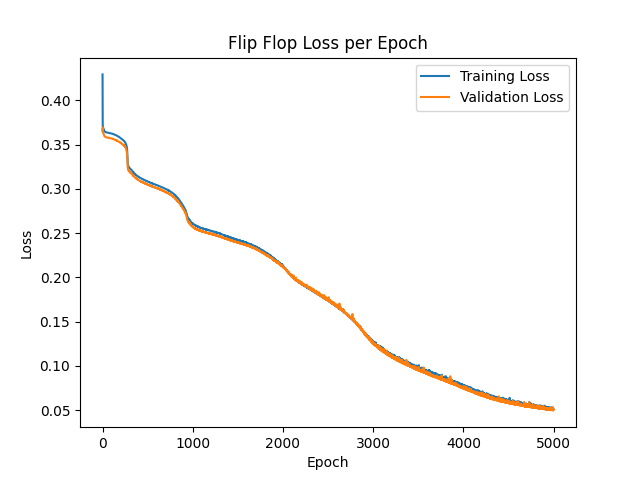 Flip Flop Loss per Epoch
Training Loss
Validation Loss
0.40
0.35
0.30
0.25
0.20
0.15
0.10
0.05
Loss
0 1000 2000 3000 4000 5000
Epoch